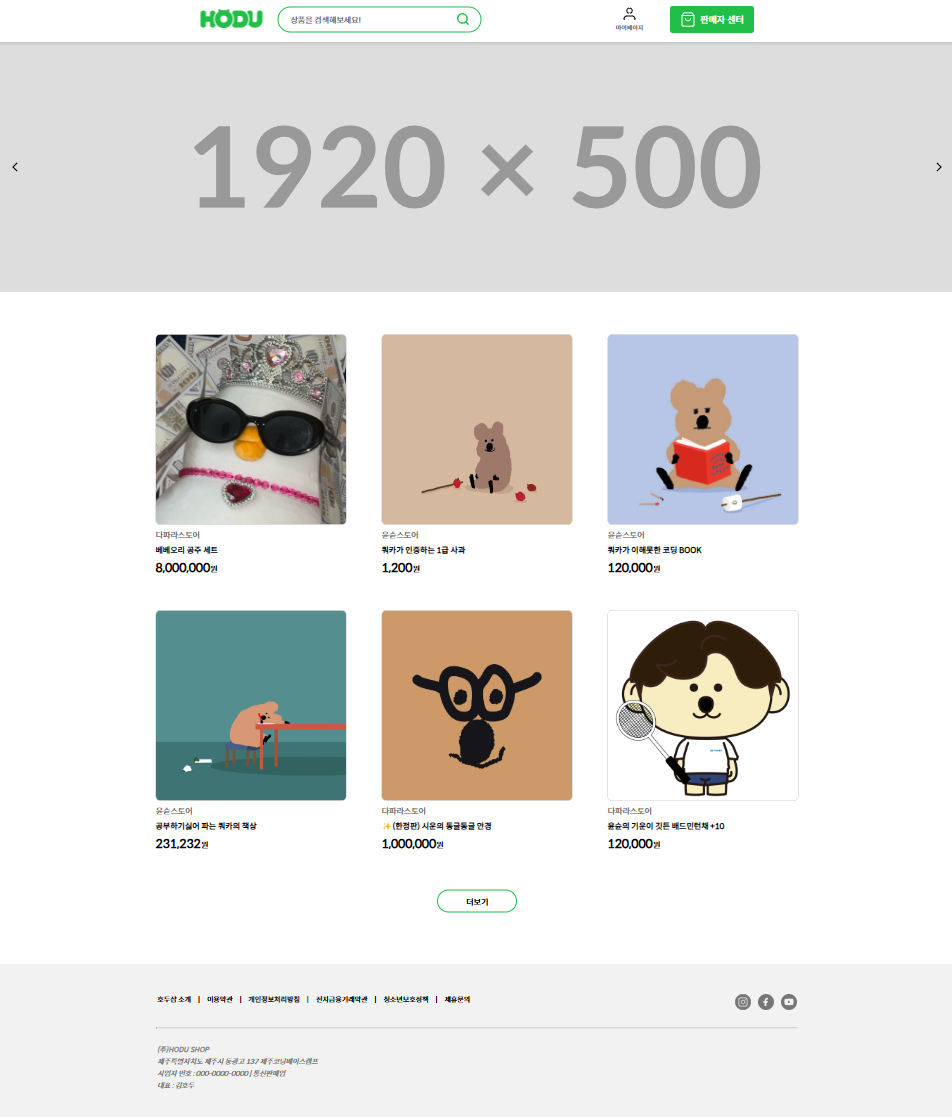 HODU
상품을 검색해보세요!
마이페이지
판매자 센터
1920 × 500
다파라스토어
베베오리 공주 세트
8,000,000원
윤슨스토어
쿼카가 인증하는 1급 사과
1,200원
윤슨스토어
쿼카가 이해못한 코딩 BOOK
120,000원
윤슨스토어
공부하기싫어 파는 쿼카의 책상
231,232원
다파라스토어
✨(한정판) 시운의 동글동글 안경
1,000,000원
다파라스토어
윤슌의 기운이 깃든 배드민턴채 +10
120,000원
더보기
호두샵 소개 | 이용약관 | 개인정보처리방침 | 전자금융거래약관 | 청소년보호정책 | 제휴문의
(주)HODU SHOP
제주특별자치도 제주시 동광고 137 제주코딩베이스캠프
사업자 번호 : 000-0000-0000 | 통신판매업
대표 : 김호두